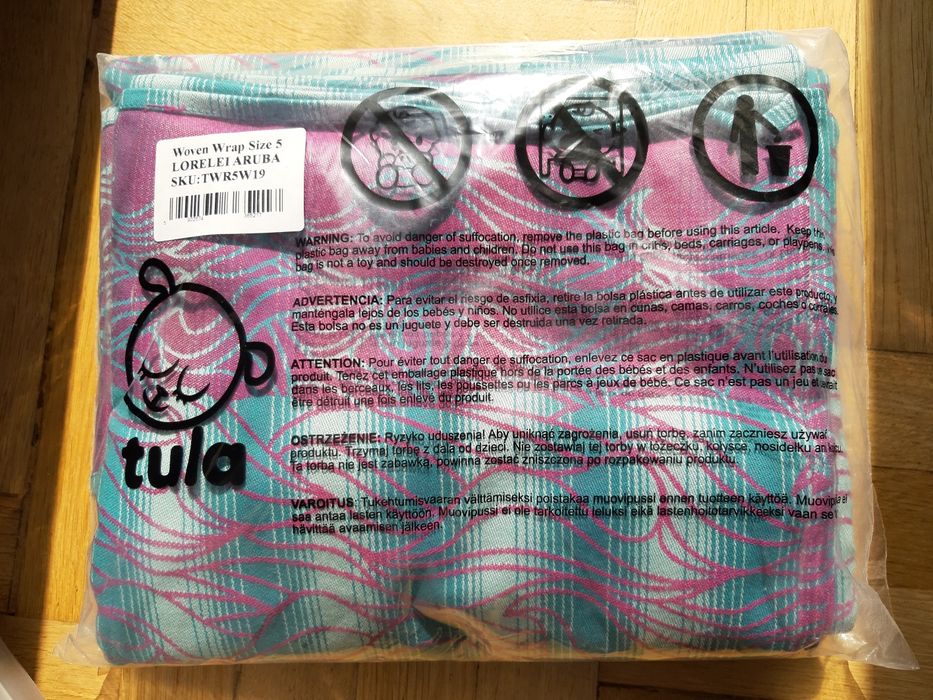 Woven Wrap Size 5
LORELEI ARUBA
SKU:TWR5W19
WARNING: To avoid danger of suffocation, remove the plastic bag before using this article. Keep this
plastic bag away from babies and children. Do not use this bag in cribs, beds, carriages, or playpens.
bag is not a toy and should be destroyed once removed.
ADVERTENCIA: Para evitar el riesgo de asfixia, retire la bolsa plástica antes de utilizar este producto, y
manténgala lejos de los bebés y niños. No utilice esta bolsa en cunas, camas, carros, coches o corrales.
Esta bolsa no es un juguete y debe ser destruida una vez retirada.
ATTENTION: Pour éviter tout danger de suffocation, enlevez ce sac en plastique avant l'utilisation du
produit. Tenez cet emballage plastique hors de la portée des bébés et des enfants. N'utilisez pas ce sac
dans les berceaux, les lits, les poussettes ou les parcs à jeux de bébé. Ce sac n'est pas un jeu et
être détruit une fois enlevé du produit.
OSTRZEŻENIE: Ryzyko uduszenia! Aby uniknąć zagrożenia, usuń torbę, zanim zaczniesz używać
produktu. Trzymaj torbę z dala od dzieci. Nie zostawiaj tej torby w łóżeczku, kołysce, nosidełku ani
Ta torba nie jest zabawką, powinna zostać zniszczona po rozpakowaniu produktu.
VAROITUS: Tukehtumisvaaran välttämiseksi poistakaa muovipussi ennen tuotteen käyttöä. Muovipussia ei
saa antaa lasten käyttöön. Muovipussi ei ole tarkoitettu leluksi eikä lastenhoitotarvikkeeksi vaan se
hävittää avaamisen jälkeen.
tula